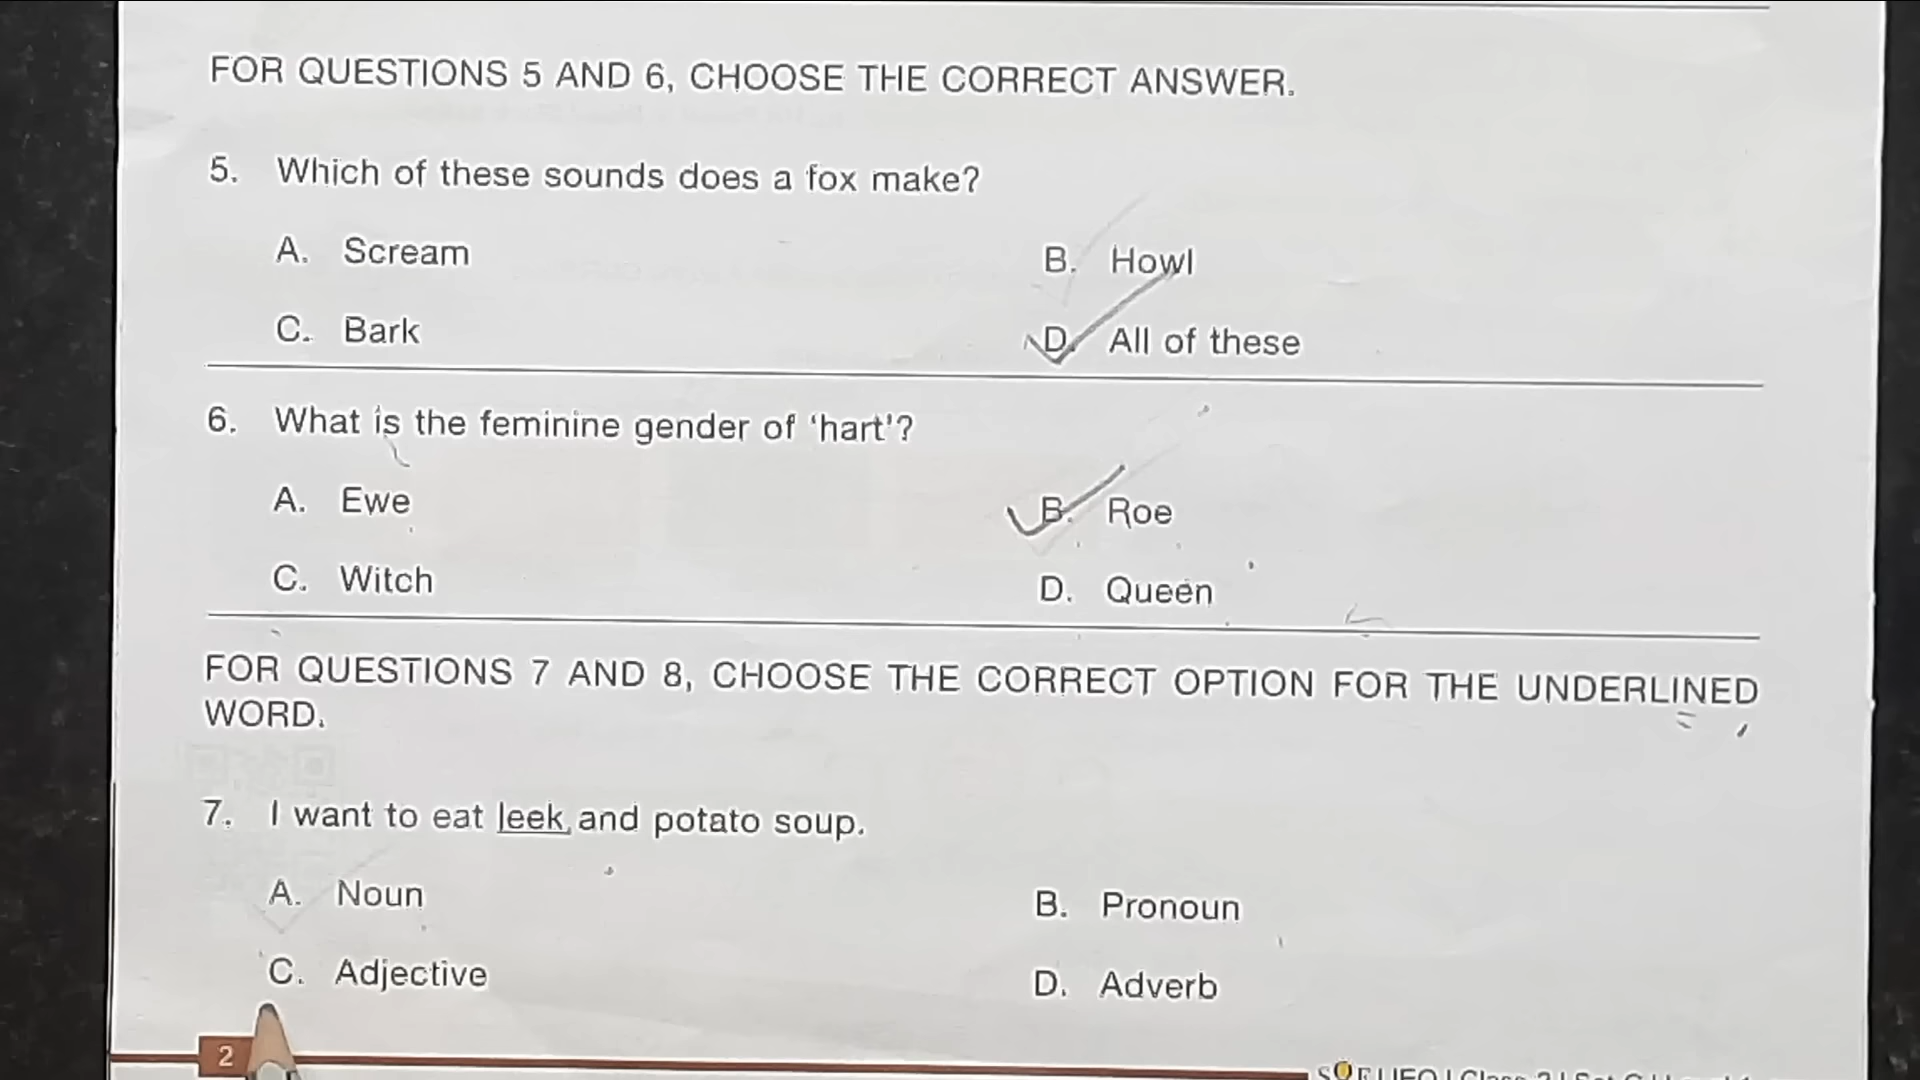 FOR QUESTIONS 5 AND 6, CHOOSE THE CORRECT ANSWER.
5. Which of these sounds does a fox make?
A. Scream B. Howl
C. Bark D. All of these
6. What is the feminine gender of ‘hart'?
A. Ewe B. Roe
C. Witch D. Queen
FOR QUESTIONS 7 AND 8, CHOOSE THE CORRECT OPTION FOR THE UNDERLINED
WORD.
7. I want to eat leek and potato soup.
A. Noun B. Pronoun
C. Adjective D. Adverb
2